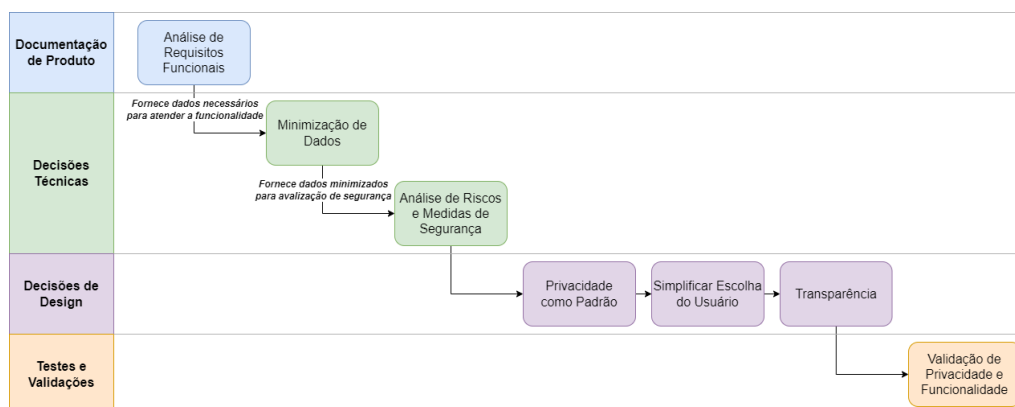 Documentação
de Produto
Análise de
Requisitos
Funcionais
Fornece dados necessários
para atender a funcionalidade
Decisões
Técnicas
Minimização de
Dados
Fornece dados minimizados
para avalização de segurança
Análise de Riscos
e Medidas de
Segurança
Decisões de
Design
Privacidade
como Padrão
Simplificar Escolha
do Usuário
Transparência
Testes e
Validações
Validação de
Privacidade e
Funcionalidade